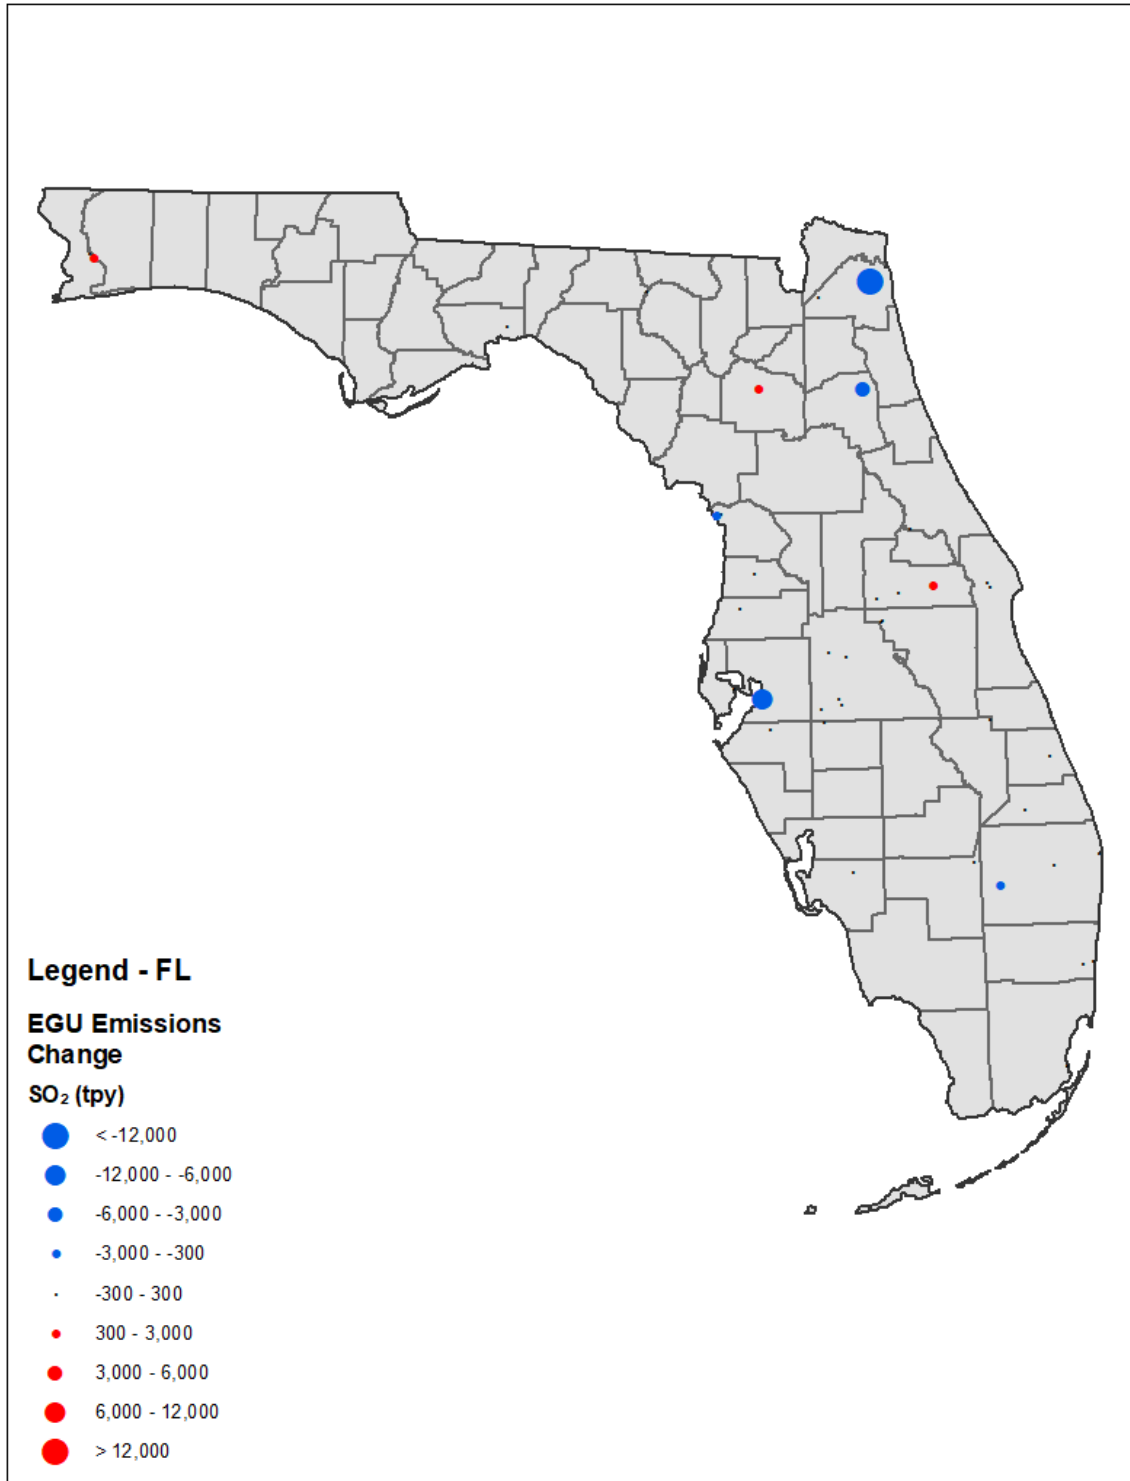 Legend - FL
EGU Emissions
Change
SO₂ (tpy)
< -12,000
-12,000 - -6,000
-6,000 - -3,000
-3,000 - -300
-300 - 300
300 - 3,000
3,000 - 6,000
6,000 - 12,000
> 12,000